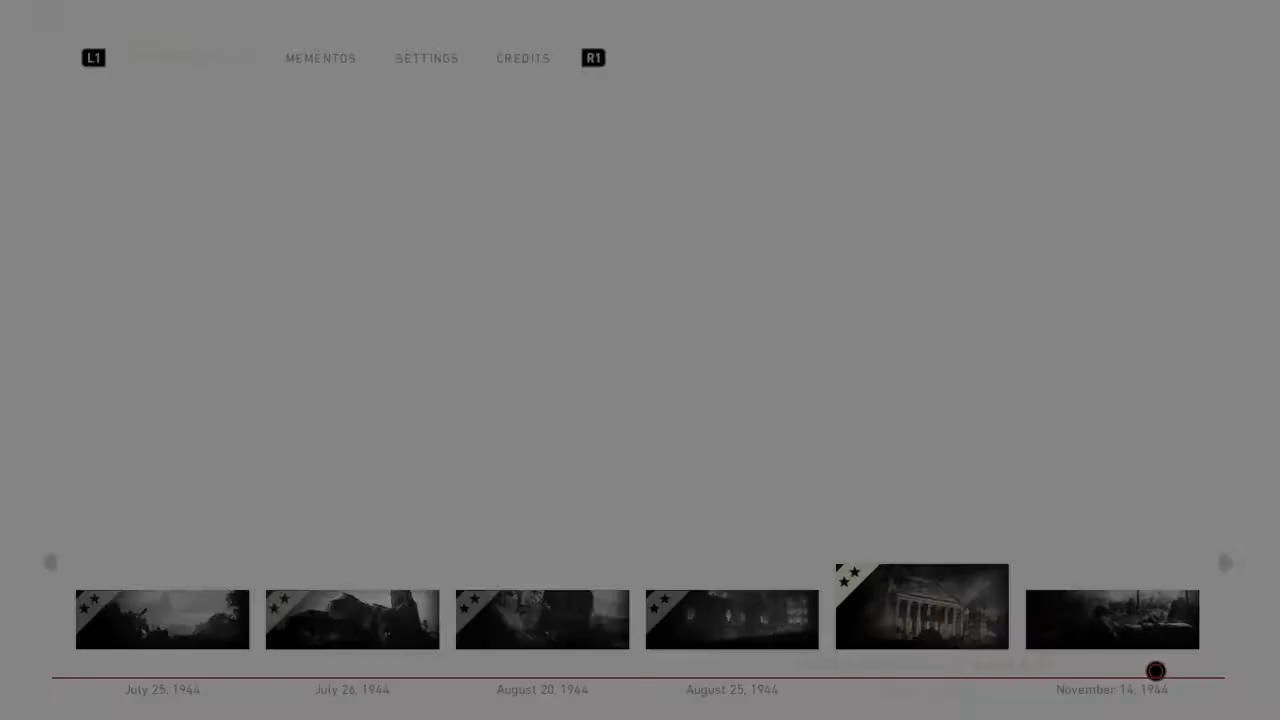 L1 MEMENTOS SETTINGS CREDITS R1
July 25, 1944 July 26, 1944 August 20, 1944 August 25, 1944 November 14, 1944